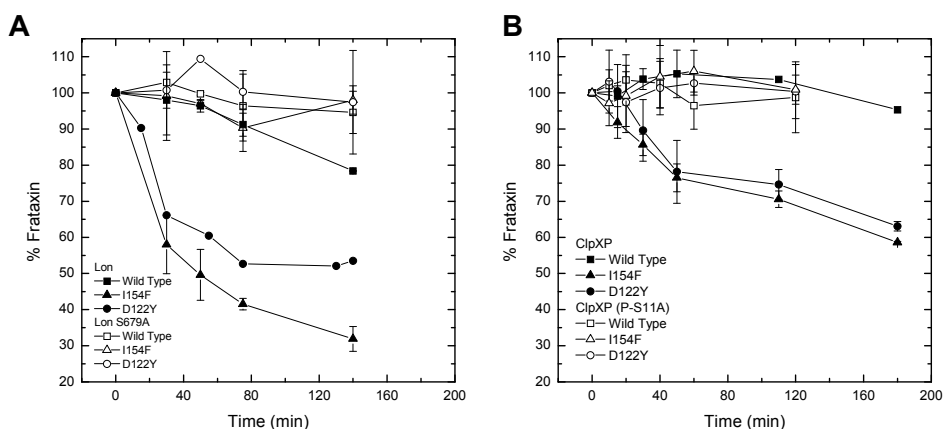 A
B
110
100
90
80
70
60
50
40
30
20
% Frataxin
Lon
Wild Type
I154F
D122Y
Lon S679A
Wild Type
I154F
D122Y
0 40 80 120 160 200
Time (min)
110
100
90
80
70
60
50
40
30
20
% Frataxin
ClpXP
Wild Type
I154F
D122Y
ClpXP (P-S11A)
Wild Type
I154F
D122Y
0 40 80 120 160 200
Time (min)